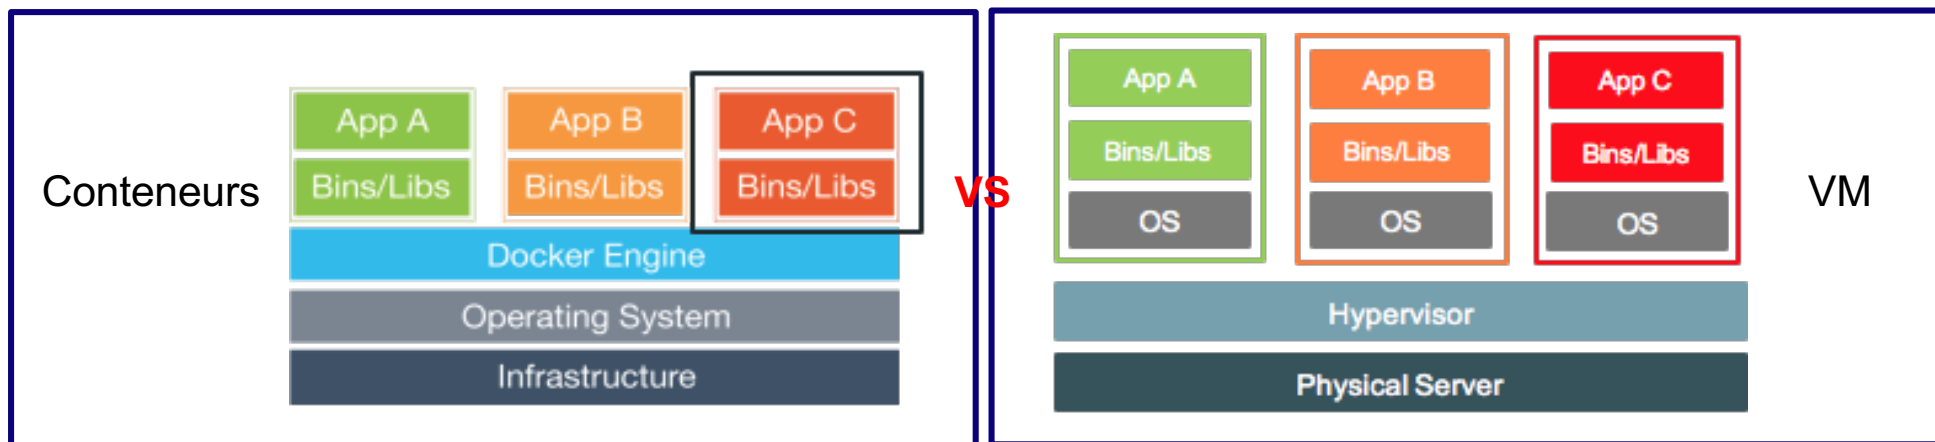 Conteneurs
App A
App B
App C
Bins/Libs
Bins/Libs
Bins/Libs
Docker Engine
Operating System
Infrastructure
VS
App A
App B
App C
Bins/Libs
Bins/Libs
Bins/Libs
OS
OS
OS
Hypervisor
Physical Server
VM